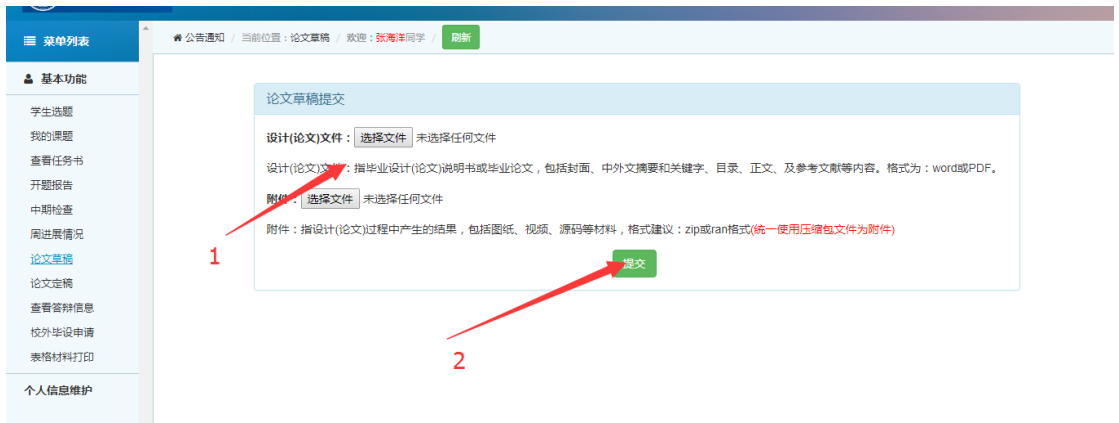 菜单列表
公告通知 / 当前位置：论文草稿 / 欢迎：张海洋同学 / 刷新
基本功能
学生选题
我的课题
查看任务书
开题报告
中期检查
周进展情况
论文草稿
论文定稿
查看答辩信息
校外毕设申请
表格材料打印
个人信息维护
论文草稿提交
设计(论文)文件：选择文件 未选择任何文件
设计(论文)文件：指毕业设计(论文)说明书或毕业论文，包括封面、中外文摘要和关键字、目录、正文、及参考文献等内容。格式为：word或PDF。
附件：选择文件 未选择任何文件
附件：指设计(论文)过程中产生的结果，包括图纸、视频、源码等材料，格式建议：zip或ran格式(统一使用压缩包文件为附件)
提交
1
2